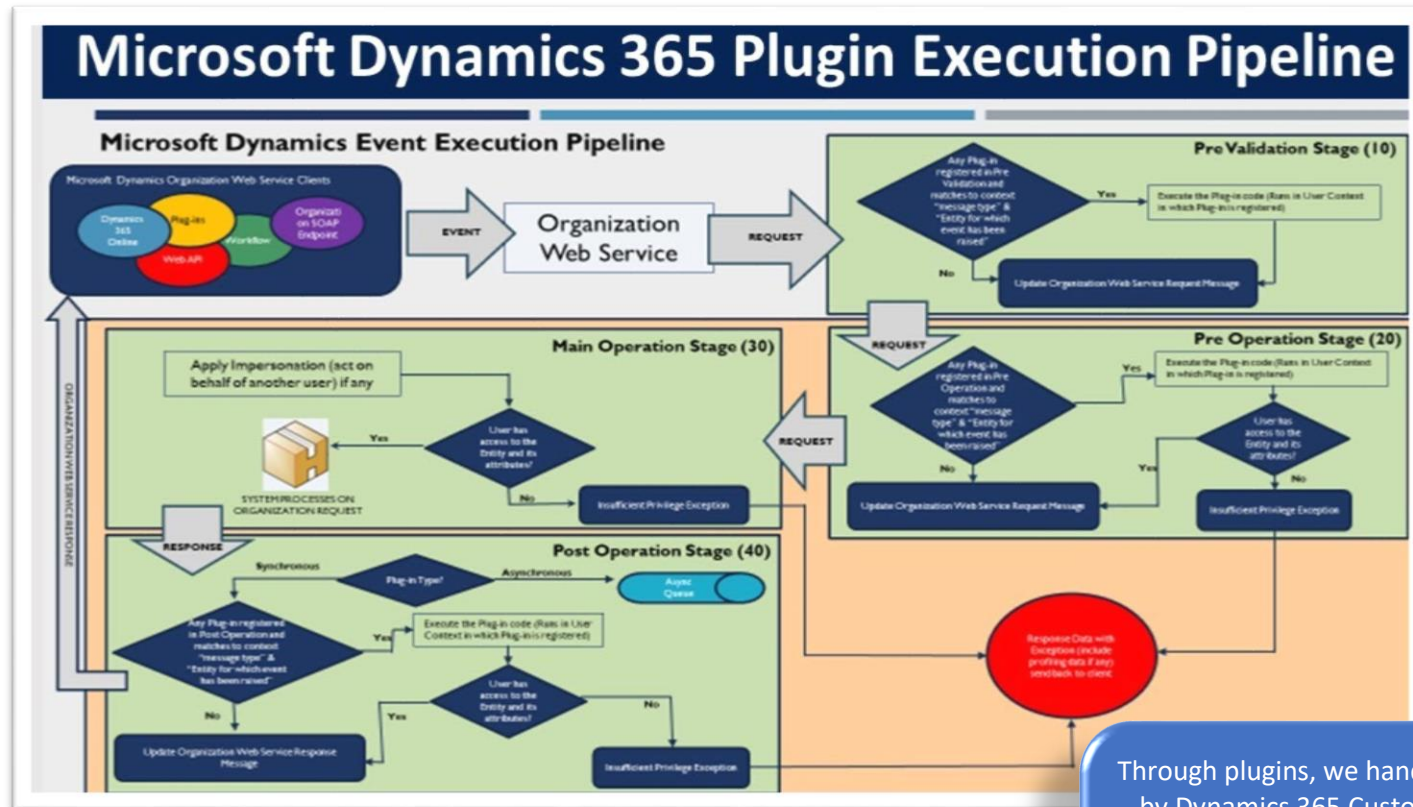 Microsoft Dynamics 365 Plugin Execution Pipeline
Microsoft Dynamics Event Execution Pipeline
Microsoft Dynamics Organization Web Service Clients
Dynamics
365
Online
Plug-ins
Web API
Workflow
Organizati
on SOAP
Endpoint
EVENT
Organization
Web Service
REQUEST
Pre Validation Stage (10)
Any Plug-in
registered in Pre
Validation and
matches to context
"message type" &
"Entity for which
event has been
raised"
Yes
Execute the Plug-in code (Runs in User Context
in which Plug-in is registered)
No
Update Organization Web Service Request Message
REQUEST
Pre Operation Stage (20)
Any Plug-in
registered in Pre
Operation and
matches to
context "message
type" & "Entity for
which event has
been raised"
Yes
Execute the Plug-in code (Runs in User Context
in which Plug-in is registered)
User has
access to the
Entity and its
attributes?
Yes
No
No
Update Organization Web Service Request Message
Insufficient Privilege Exception
REQUEST
Main Operation Stage (30)
Apply Impersonation (act on
behalf of another user) if any
User has
access to the
Entity and its
attributes?
Yes
SYSTEM PROCESSES ON
ORGANIZATION REQUEST
No
Insufficient Privilege Exception
RESPONSE
ORGANIZATION WEB SERVICE RESPONSE
Post Operation Stage (40)
Synchronous
Plug-in Type?
Asynchronous
Async
Queue
Any Plug-in registered
in Post Operation and
matches to context
"message type" &
"Entity for which event
has been raised"
Yes
Execute the Plug-in code (Runs in User
Context in which Plug-in is registered)
User has
access to the
Entity and its
attributes?
No
Yes
No
Update Organization Web Service Response
Message
Insufficient Privilege Exception
Response Data with
Exception (include
profiling data if any)
send back to client
Through plugins, we hand
by Dynamics 365 Custo